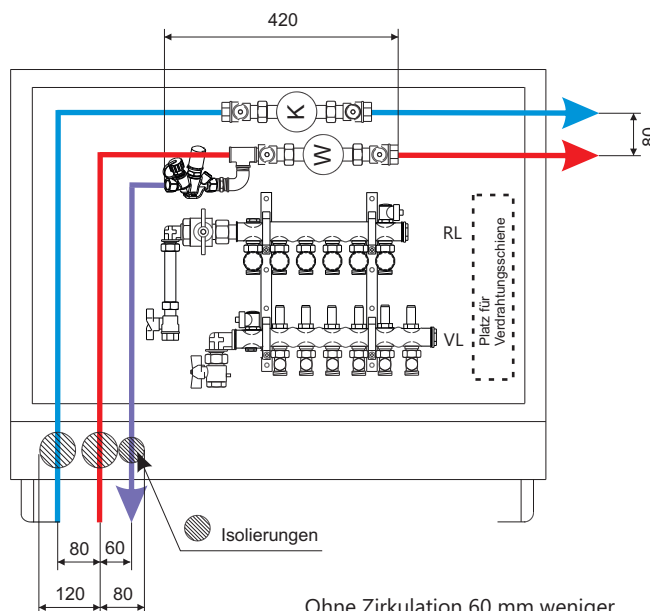 420
K
80
W
RL
Platz für
Verdrahtungsschiene
VL
Isolierungen
80
60
120
80
Ohne Zirkulation 60 mm weniger